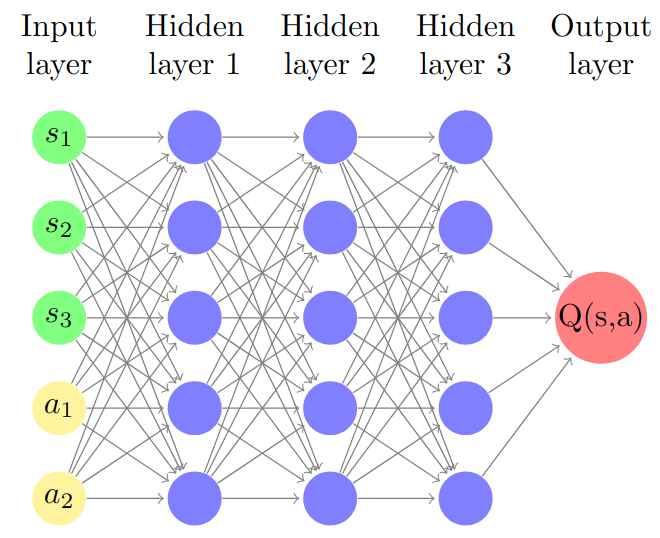 Input layer
Hidden layer 1
Hidden layer 2
Hidden layer 3
Output layer
s1
s2
s3
a1
a2
Q(s,a)